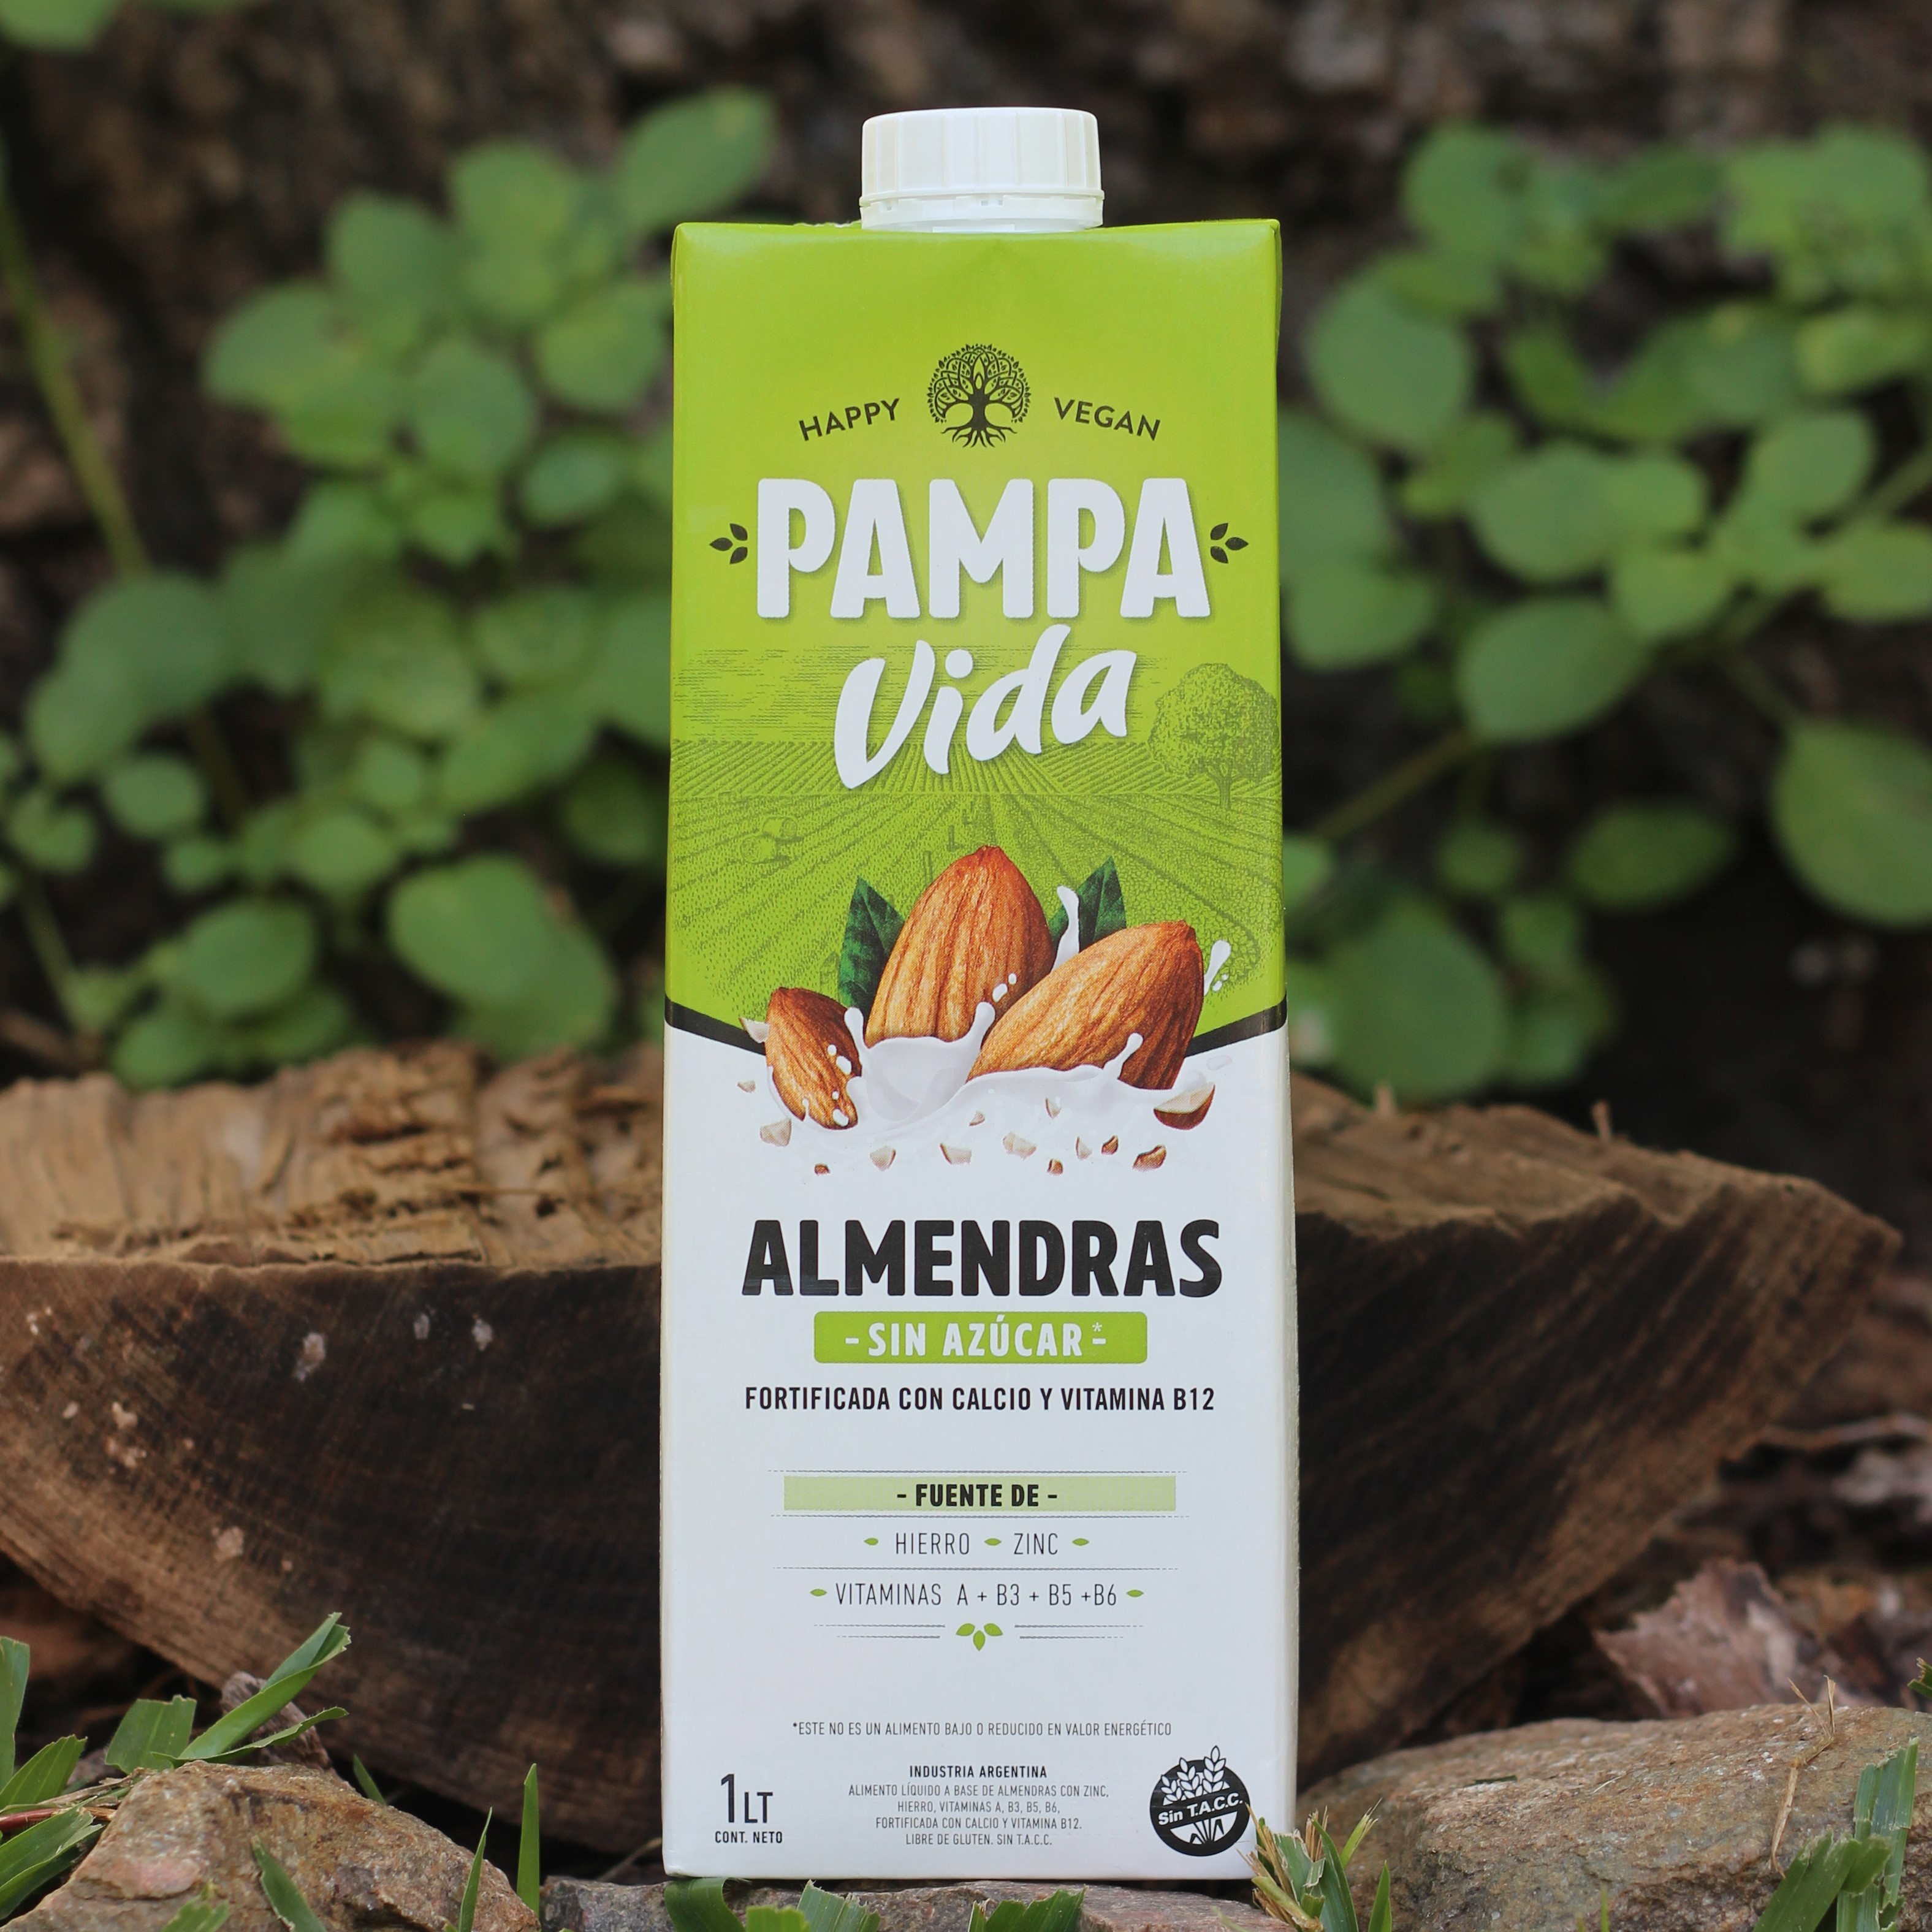 HAPPY VEGAN
PAMPA
Vida
ALMENDRAS
- SIN AZÚCAR*-
FORTIFICADA CON CALCIO Y VITAMINA B12
- FUENTE DE -
HIERRO ZINC
VITAMINAS A + B3 + B5 +B6
*ESTE NO ES UN ALIMENTO BAJO O REDUCIDO EN VALOR ENERGÉTICO
1LT
CONT. NETO
INDUSTRIA ARGENTINA
ALIMENTO LÍQUIDO A BASE DE ALMENDRAS CON ZINC,
HIERRO, VITAMINAS A, B3, B5, B6,
FORTIFICADA CON CALCIO Y VITAMINA B12.
LIBRE DE GLUTEN. SIN T.A.C.C.
Sin T.A.C.C.